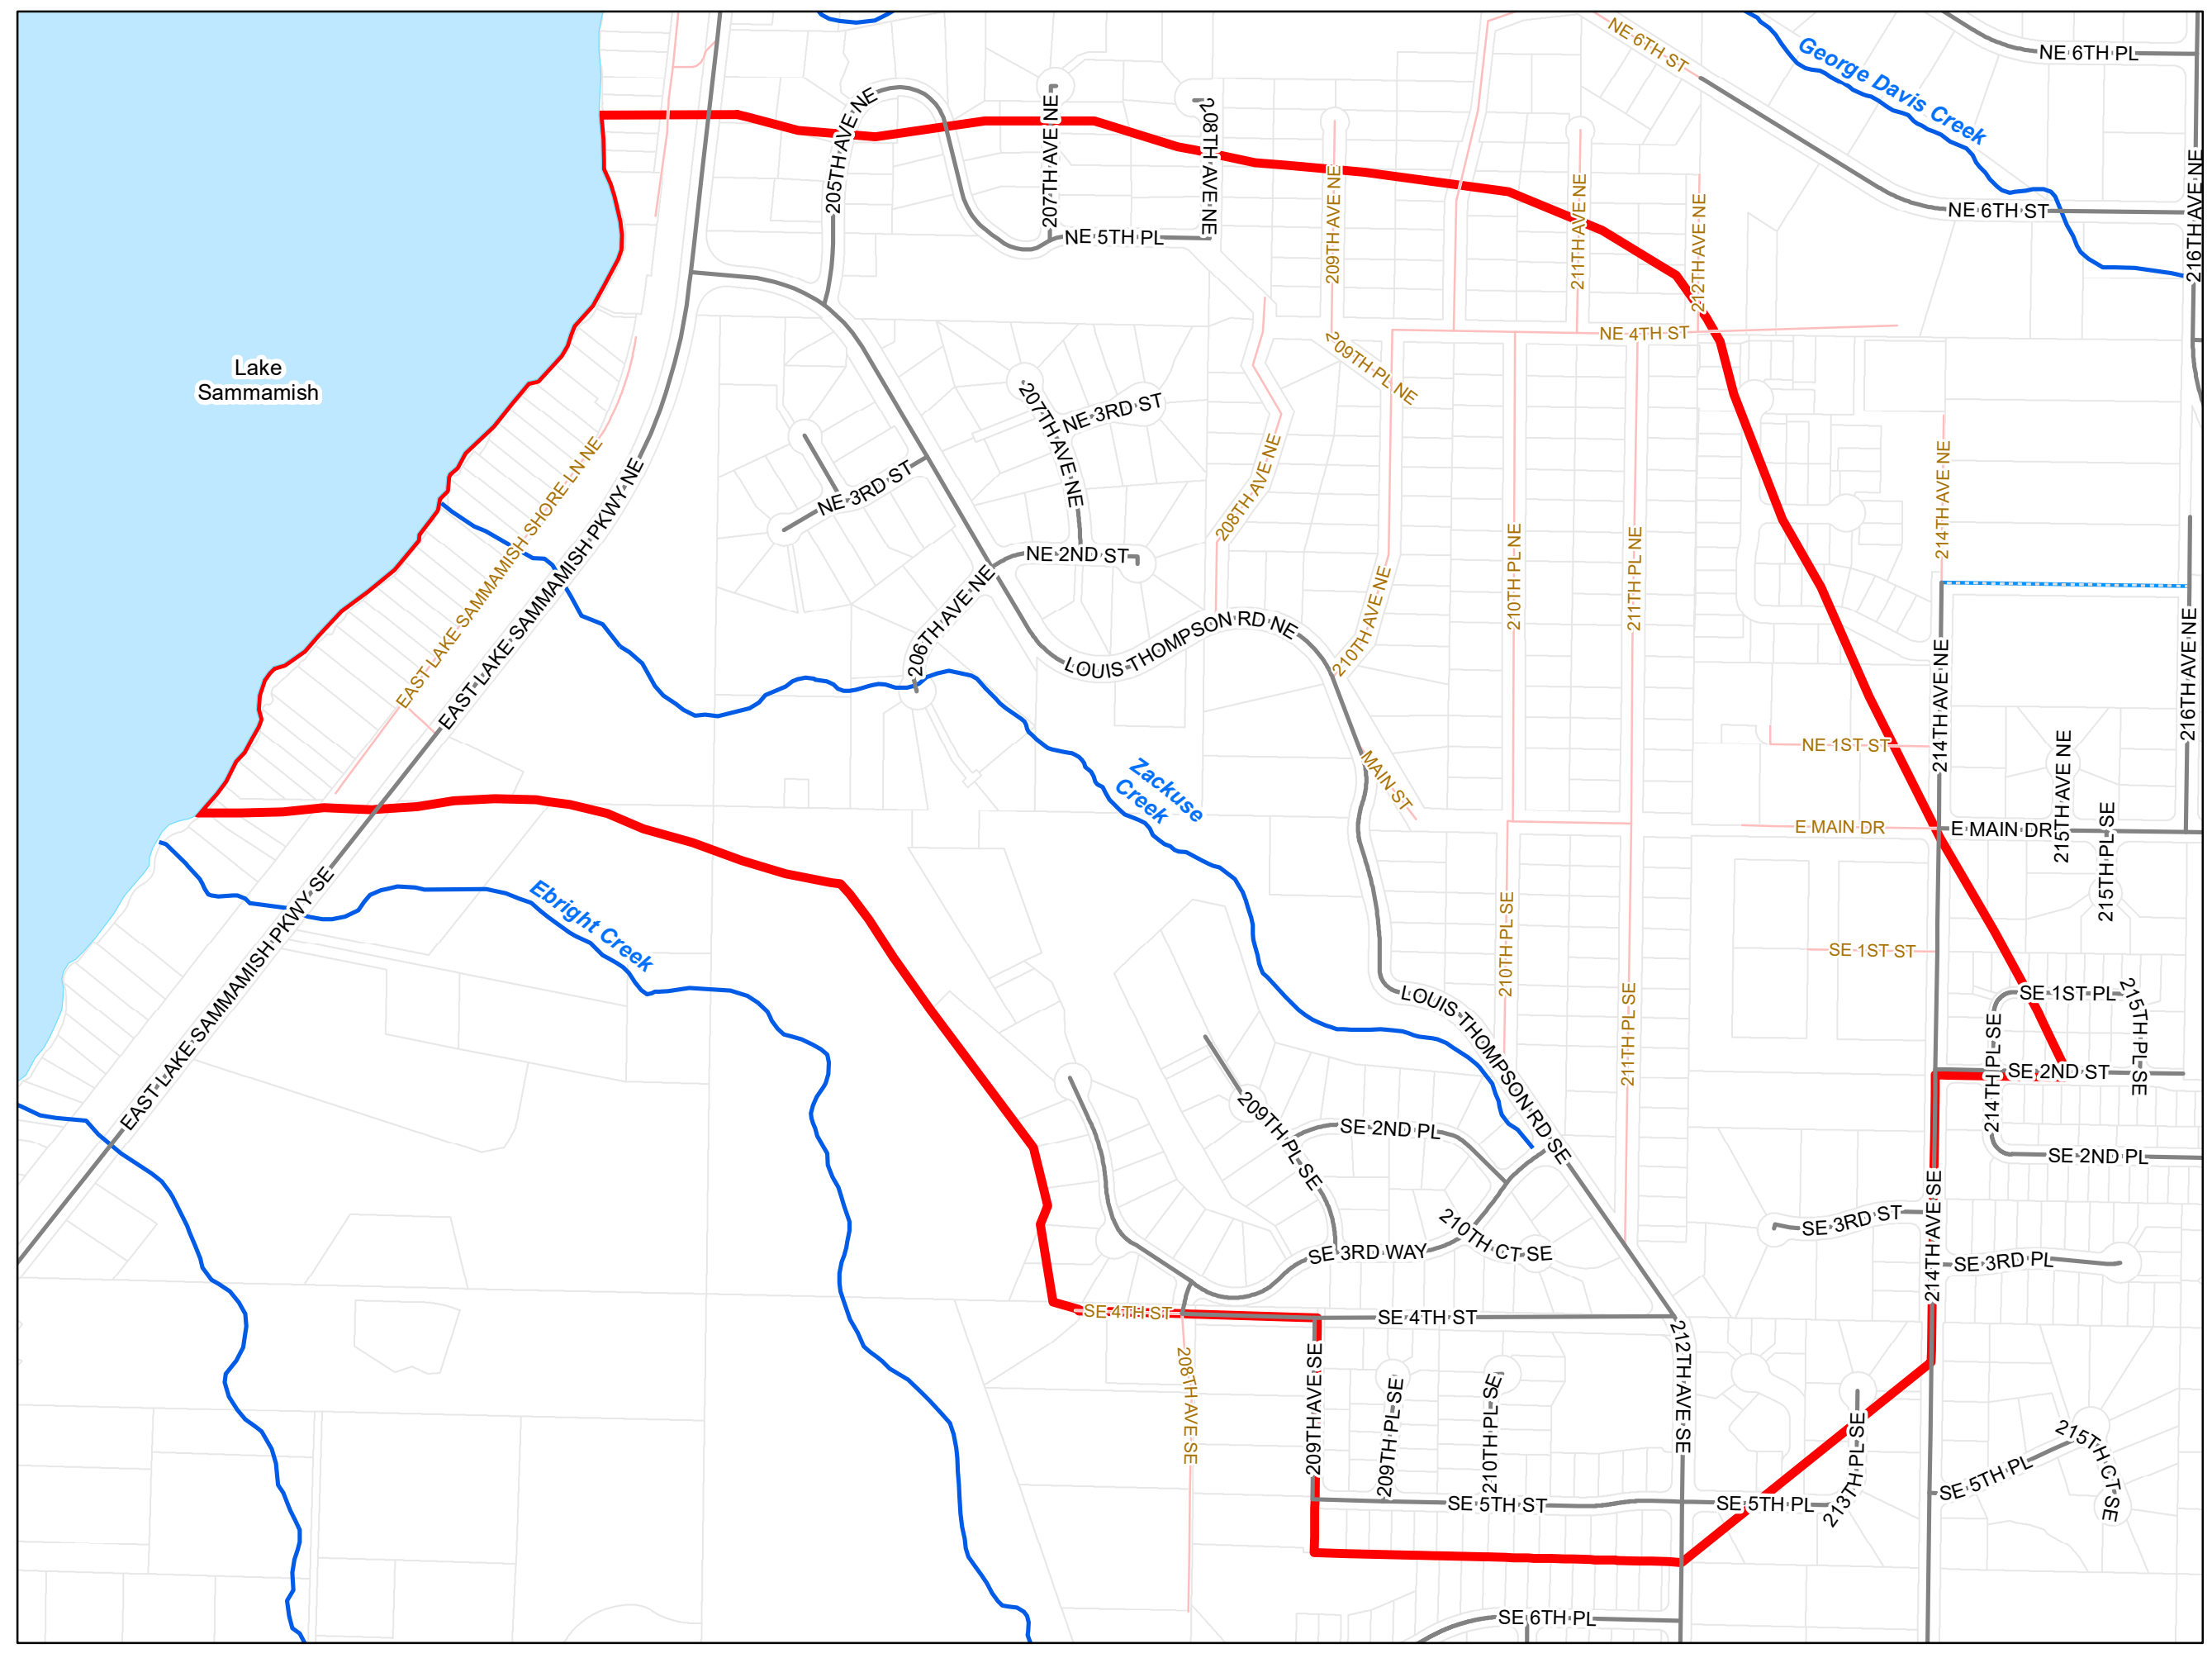 NE 6TH ST
George Davis Creek
NE 6TH PL
205TH AVE NE
207TH AVE NE
208TH AVE NE
209TH AVE NE
211TH AVE NE
212TH AVE NE
NE 6TH ST
216TH AVE NE
NE 5TH PL
NE 4TH ST
209TH PL NE
Lake
Sammamish
207TH AVE NE
NE 3RD ST
NE 3RD ST
208TH AVE NE
214TH AVE NE
EAST LAKE SAMMAMISH SHORE LN NE
EAST LAKE SAMMAMISH PKWY NE
NE 2ND ST
206TH AVE NE
LOUIS THOMPSON RD NE
210TH AVE NE
210TH PL NE
211TH PL NE
214TH AVE NE
216TH AVE NE
NE 1ST ST
215TH AVE NE
MAIN ST
Zackuse
Creek
E MAIN DR
E MAIN DR
215TH PL SE
Ebright Creek
EAST LAKE SAMMAMISH PKWY SE
210TH PL SE
SE 1ST ST
SE 1ST PL
215TH PL SE
LOUIS THOMPSON RD SE
211TH PL SE
214TH PL SE
SE 2ND ST
EAST LAKE SAMMAMISH PKWY SE
209TH PL SE
SE 2ND PL
SE 2ND PL
214TH AVE SE
SE 3RD ST
SE 3RD WAY
210TH CT SE
SE 3RD PL
SE 4TH ST
SE 4TH ST
208TH AVE SE
209TH AVE SE
209TH PL SE
210TH PL SE
212TH AVE SE
213TH PL SE
215TH CT SE
SE 5TH PL
SE 5TH ST
SE 5TH PL
SE 6TH PL